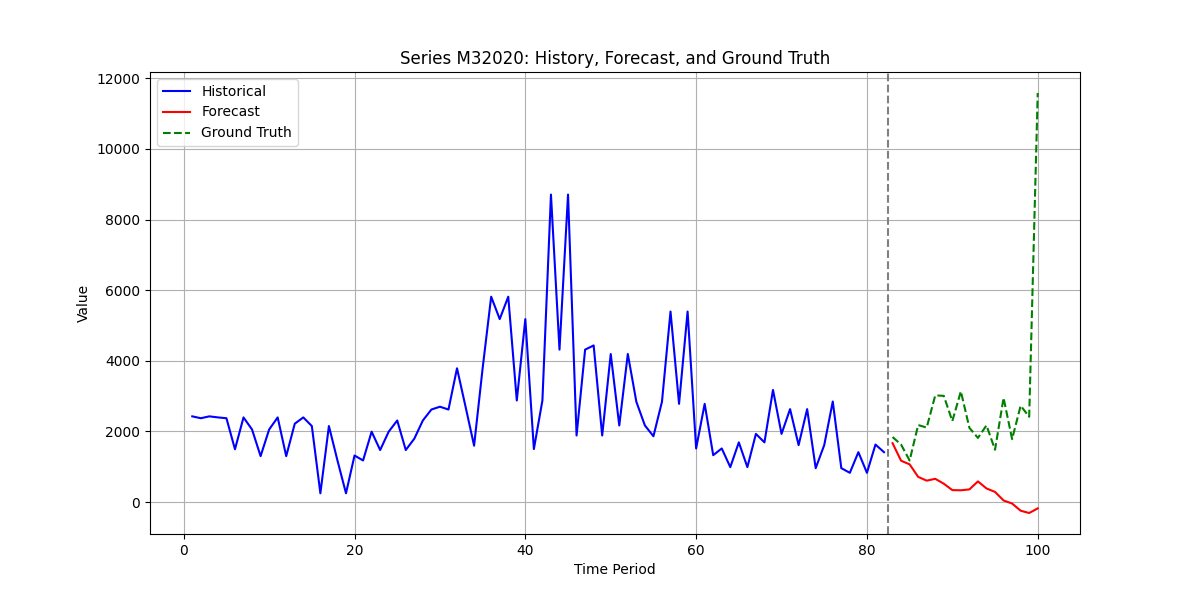 Series M32020: History, Forecast, and Ground Truth
12000
10000
8000
6000
4000
2000
0
Value
Historical
Forecast
Ground Truth
0 20 40 60 80 100
Time Period